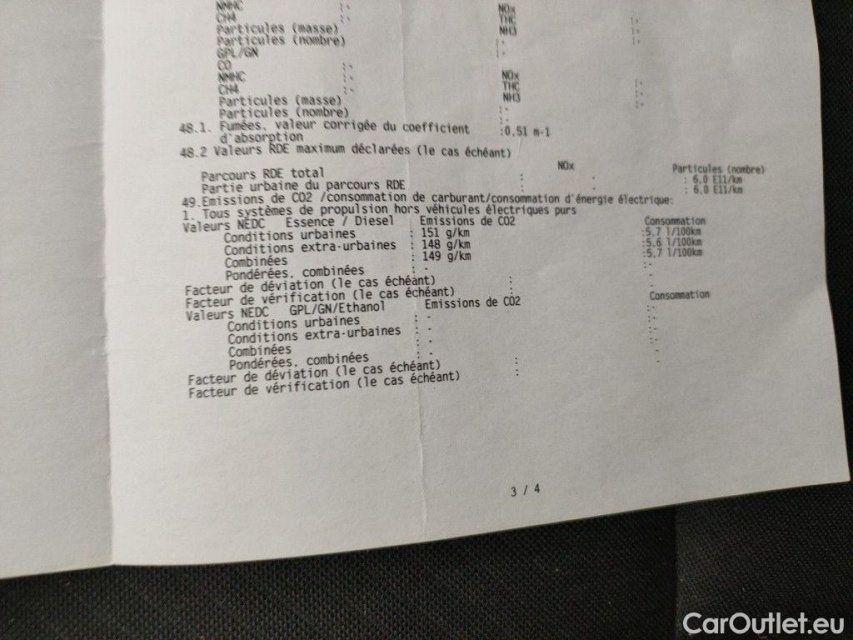 NMHC :- NOx
CH4 :- THC :-
Particules (masse) NH3 :-
Particules (nombre) :-
GPL/GN :-
CO :- NOx
NMHC :- THC :-
CH4 :- NH3 :-
Particules (masse) :-
Particules (nombre) :-
48.1. Fumées, valeur corrigée du coefficient :0.51 m-1
d'absorption
48.2 Valeurs RDE maximum déclarées (le cas échéant)
NOx Particules (nombre)
Parcours RDE total : - : 6,0 E11/km
Partie urbaine du parcours RDE : - : 6,0 E11/km
49.Emissions de CO2 /consommation de carburant/consommation d'énergie électrique:
1. Tous systèmes de propulsion hors véhicules électriques purs
Valeurs NEDC Essence / Diesel Emissions de CO2 Consommation
Conditions urbaines : 151 g/km :5.7 l/100km
Conditions extra-urbaines : 148 g/km :5.6 l/100km
Combinées : 149 g/km :5.7 l/100km
Pondérées, combinées : - :-
Facteur de déviation (le cas échéant) :
Facteur de vérification (le cas échéant) :
Valeurs NEDC GPL/GN/Ethanol Emissions de CO2 Consommation
Conditions urbaines : - :-
Conditions extra-urbaines : - :-
Combinées : - :-
Pondérées, combinées : - :-
Facteur de déviation (le cas échéant) :
Facteur de vérification (le cas échéant) :
3 / 4
CarOutlet.eu